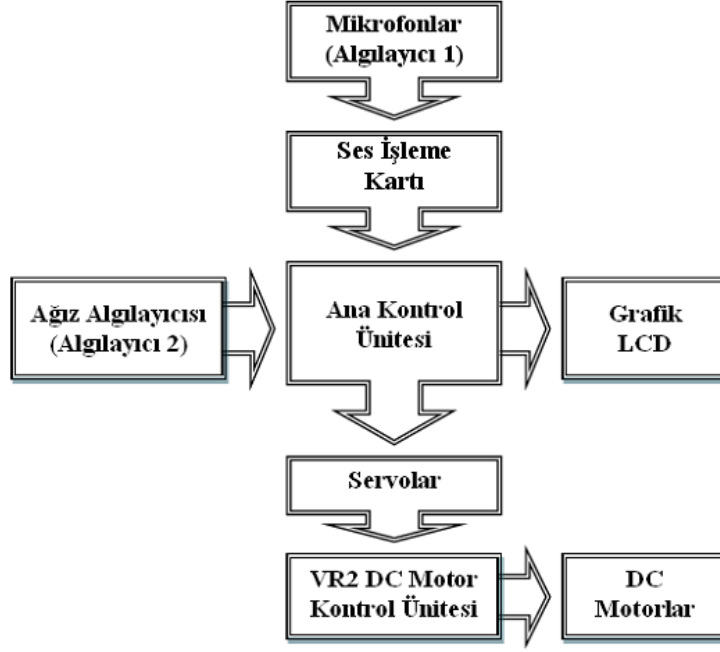 Mikrofonlar
(Algılayıcı 1)
Ses İşleme
Kartı
Ağız Algılayıcısı
(Algılayıcı 2)
Ana Kontrol
Ünitesi
Grafik
LCD
Servolar
VR2 DC Motor
Kontrol Ünitesi
DC
Motorlar